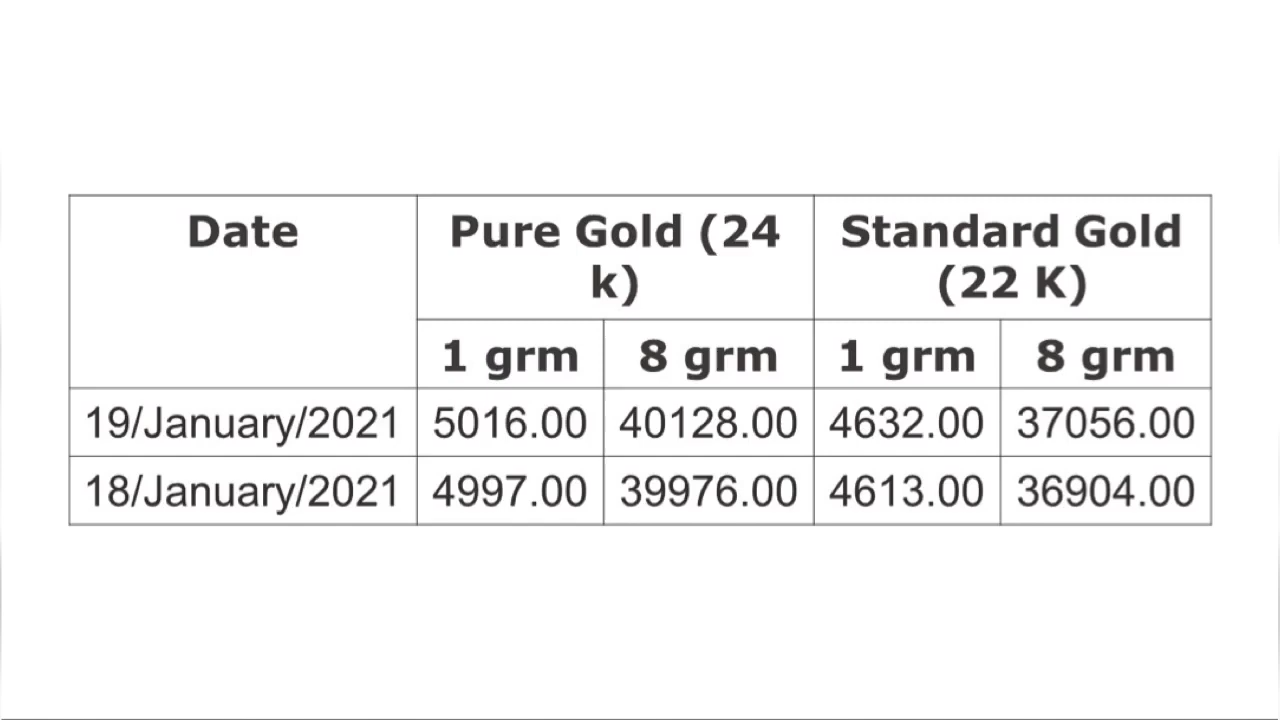 Date
Pure Gold (24
k)
Standard Gold
(22 K)
1 grm 8 grm 1 grm 8 grm
19/January/2021 5016.00 40128.00 4632.00 37056.00
18/January/2021 4997.00 39976.00 4613.00 36904.00